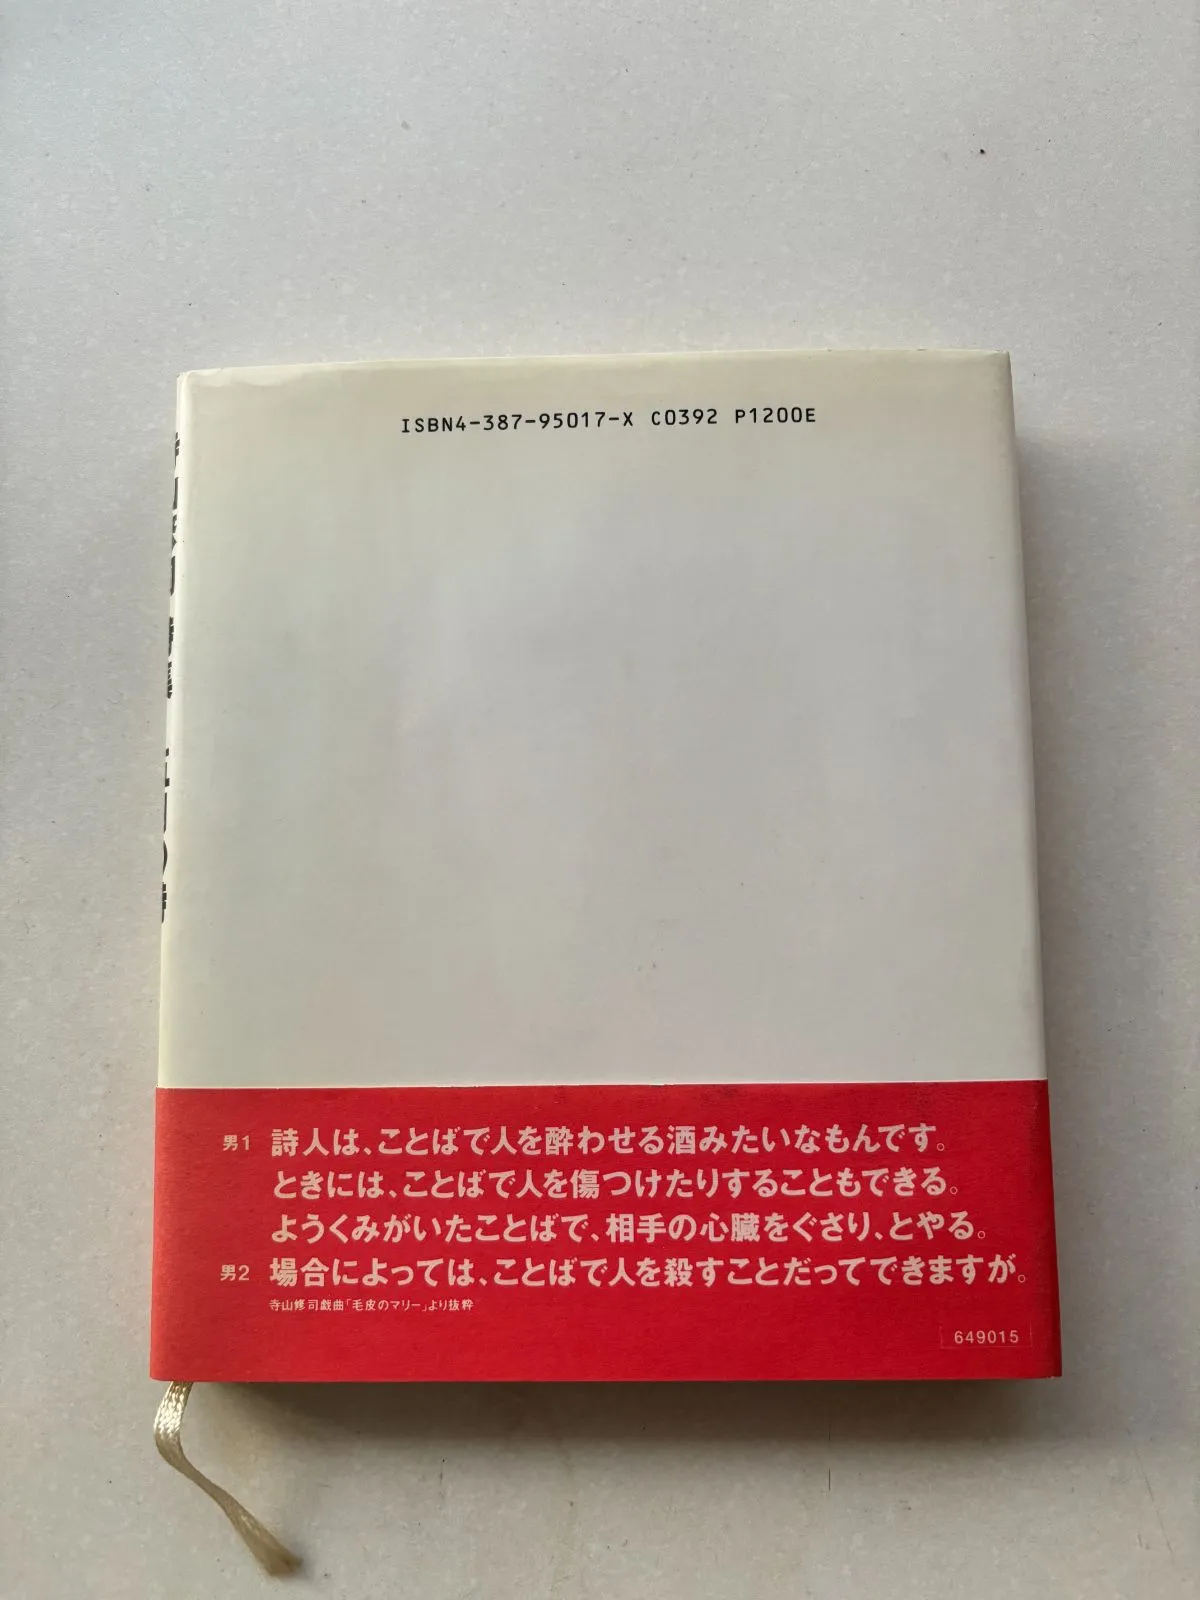 ISBN4-387-95017-X C0392 P1200E
男1 詩人は、ことばで人を酔わせる酒みたいなもんです。
ときには、ことばで人を傷つけたりすることもできる。
ようくみがいたことばで、相手の心臓をぐさり、とやる。
男2 場合によっては、ことばで人を殺すことだってできますが。
寺山修司戯曲「毛皮のマリー」より抜粋
649015